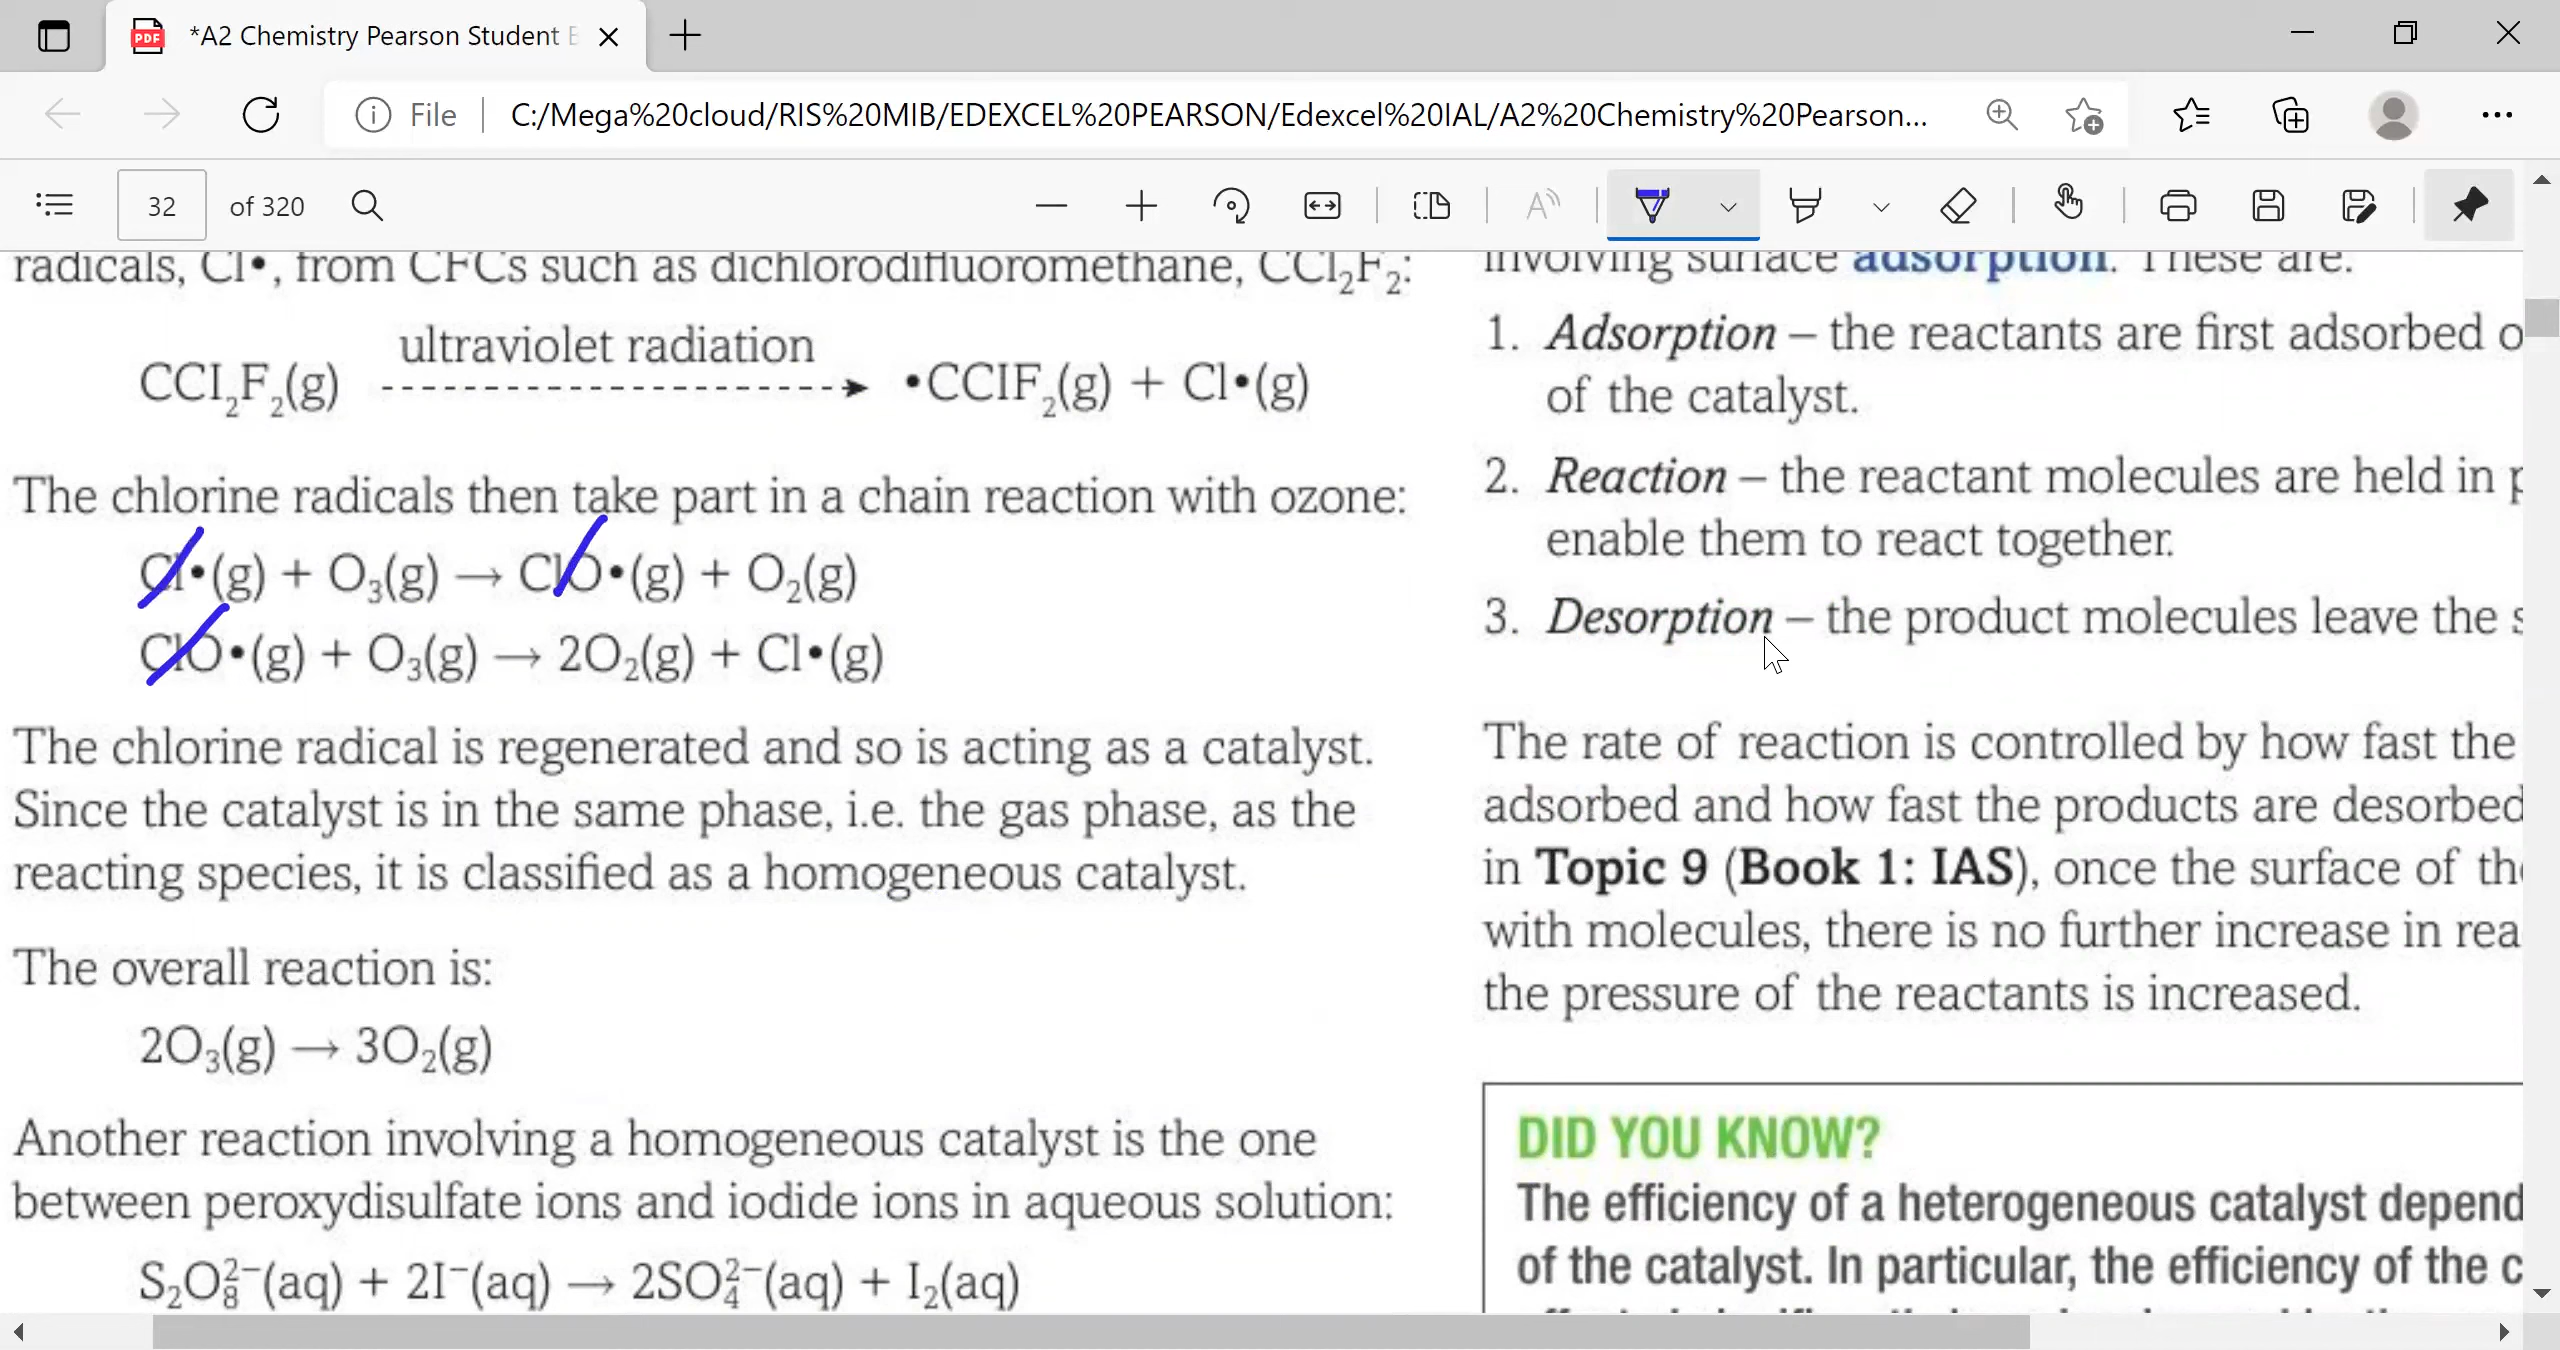 *A2 Chemistry Pearson Student
File
C:/Mega%20cloud/RIS%20MIB/EDEXCEL%20PEARSON/Edexcel%20IAL/A2%20Chemistry%20Pearson...
32 of 320
radicals, Cl•, from CFCs such as dichlorodifluoromethane, CCl₂F₂:
ultraviolet radiation
CCl₂F₂(g) ⇢ •CClF₂(g) + Cl•(g)
The chlorine radicals then take part in a chain reaction with ozone:
Cl•(g) + O₃(g) → ClO•(g) + O₂(g)
ClO•(g) + O₃(g) → 2O₂(g) + Cl•(g)
The chlorine radical is regenerated and so is acting as a catalyst.
Since the catalyst is in the same phase, i.e. the gas phase, as the
reacting species, it is classified as a homogeneous catalyst.
The overall reaction is:
2O₃(g) → 3O₂(g)
Another reaction involving a homogeneous catalyst is the one
between peroxydisulfate ions and iodide ions in aqueous solution:
S₂O₈²⁻(aq) + 2I⁻(aq) → 2SO₄²⁻(aq) + I₂(aq)
involving surface adsorption. These are:
1. Adsorption – the reactants are first adsorbed o
of the catalyst.
2. Reaction – the reactant molecules are held in p
enable them to react together.
3. Desorption – the product molecules leave the s
The rate of reaction is controlled by how fast the
adsorbed and how fast the products are desorbed
in Topic 9 (Book 1: IAS), once the surface of th
with molecules, there is no further increase in rea
the pressure of the reactants is increased.
DID YOU KNOW?
The efficiency of a heterogeneous catalyst depend
of the catalyst. In particular, the efficiency of the c